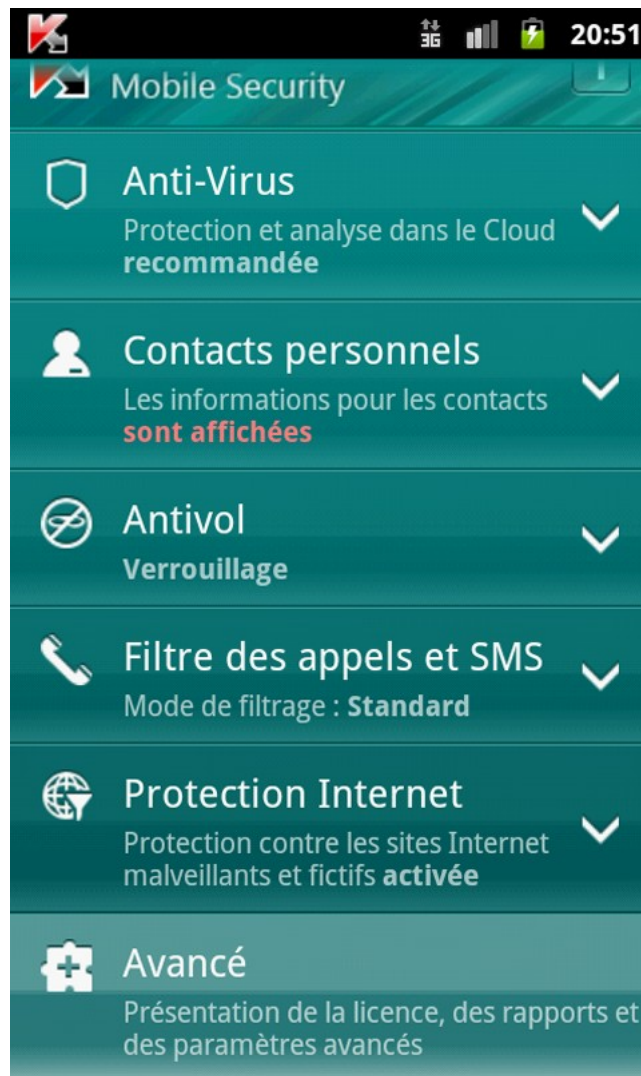 3G 20:51
Mobile Security
Anti-Virus
Protection et analyse dans le Cloud
recommandée
Contacts personnels
Les informations pour les contacts
sont affichées
Antivol
Verrouillage
Filtre des appels et SMS
Mode de filtrage : Standard
Protection Internet
Protection contre les sites Internet
malveillants et fictifs activée
Avancé
Présentation de la licence, des rapports et
des paramètres avancés